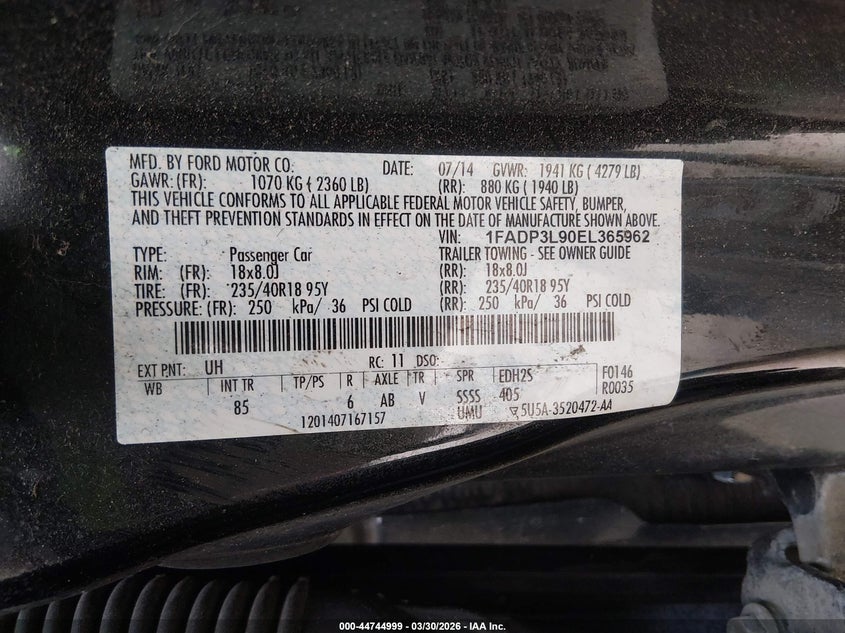 MFD. BY FORD MOTOR CO: DATE: 07/14 GVWR: 1941 KG ( 4279 LB)
GAWR: (FR): 1070 KG ( 2360 LB) (RR): 880 KG ( 1940 LB)
THIS VEHICLE CONFORMS TO ALL APPLICABLE FEDERAL MOTOR VEHICLE SAFETY, BUMPER,
AND THEFT PREVENTION STANDARDS IN EFFECT ON THE DATE OF MANUFACTURE SHOWN ABOVE.
VIN: 1FADP3L90EL365962
TYPE: Passenger Car TRAILER TOWING - SEE OWNER GUIDE
RIM: (FR): 18x8.0J (RR): 18x8.0J
TIRE: (FR): 235/40R18 95Y (RR): 235/40R18 95Y
PRESSURE: (FR): 250 kPa/ 36 PSI COLD (RR): 250 kPa/ 36 PSI COLD
EXT PNT: UH RC: 11 DSO:
WB INT TR TP/PS R AXLE TR SPR EDH2S F0146
85 6 AB V SSSS 405 R0035
1201407167157 UMU 5U5A-3520472-AA
000-44744999 — 03/30/2026 — IAA Inc.